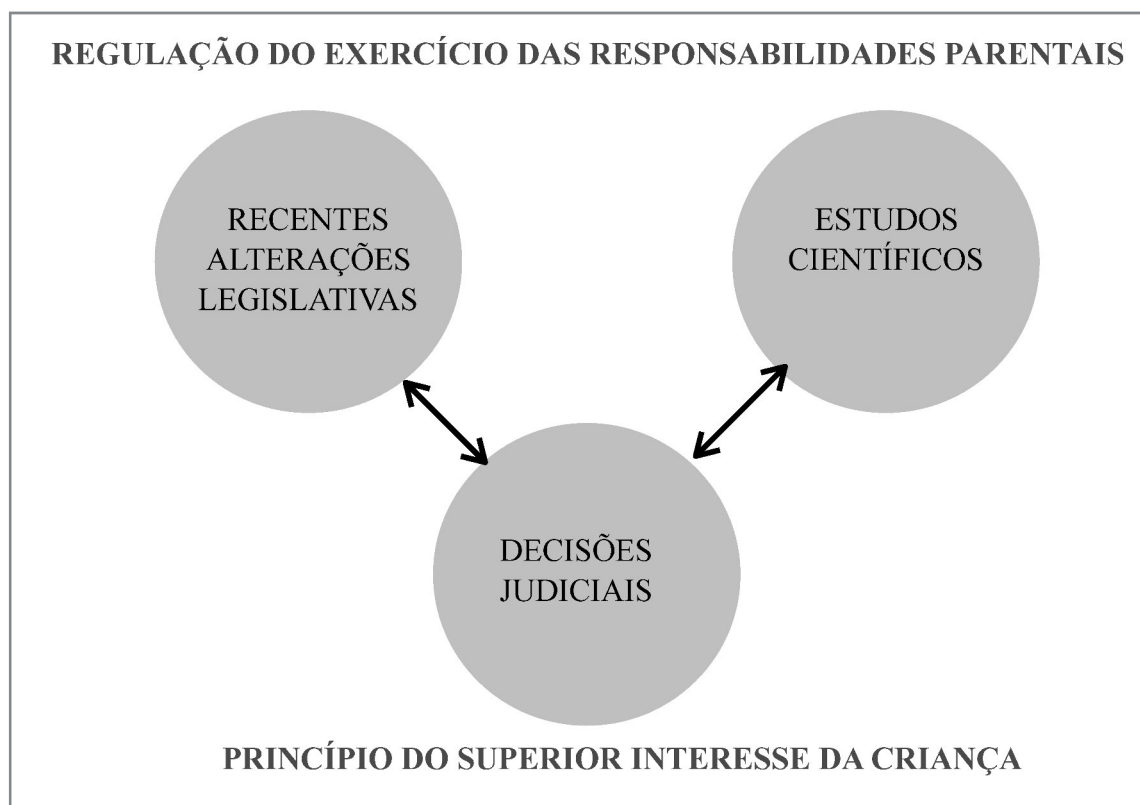 REGULAÇÃO DO EXERCÍCIO DAS RESPONSABILIDADES PARENTAIS
RECENTES
ALTERAÇÕES
LEGISLATIVAS
ESTUDOS
CIENTÍFICOS
DECISÕES
JUDICIAIS
PRINCÍPIO DO SUPERIOR INTERESSE DA CRIANÇA